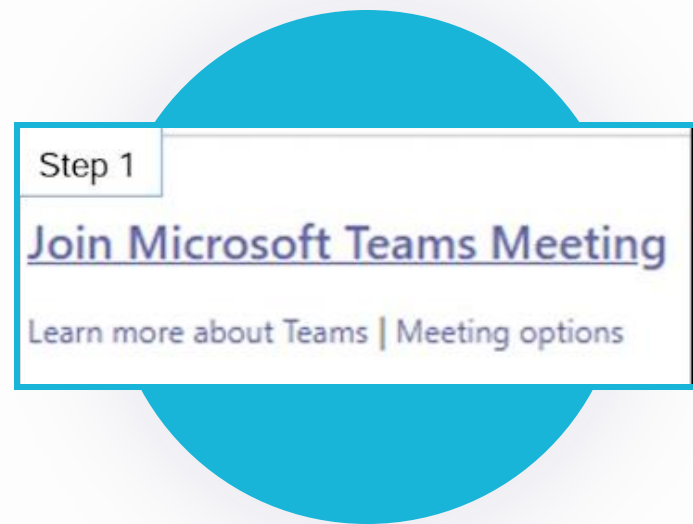 Step 1
Join Microsoft Teams Meeting
Learn more about Teams | Meeting options